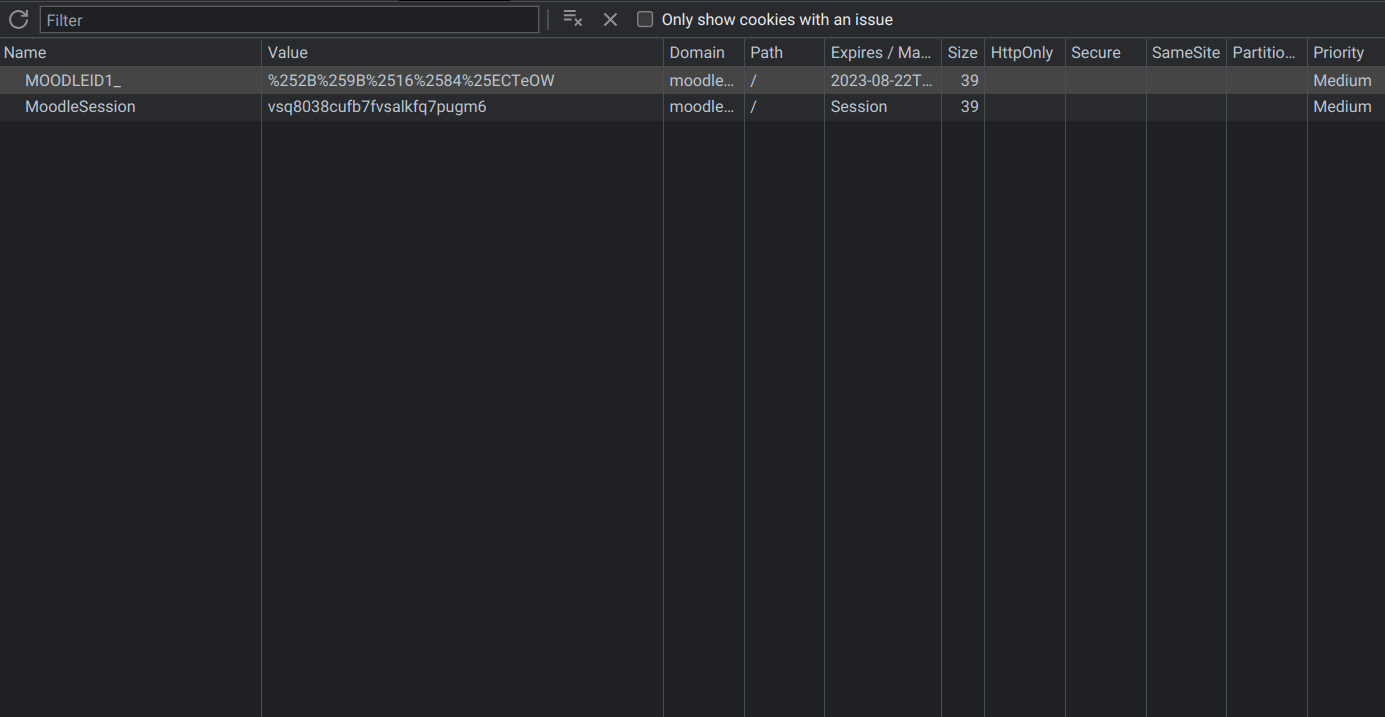 Filter Only show cookies with an issue
Name Value Domain Path Expires / Ma... Size HttpOnly Secure SameSite Partitio... Priority
MOODLEID1_ %252B%259B%2516%2584%25ECTeOW moodle... / 2023-08-22T... 39 Medium
MoodleSession vsq8038cufb7fvsalkfq7pugm6 moodle... / Session 39 Medium